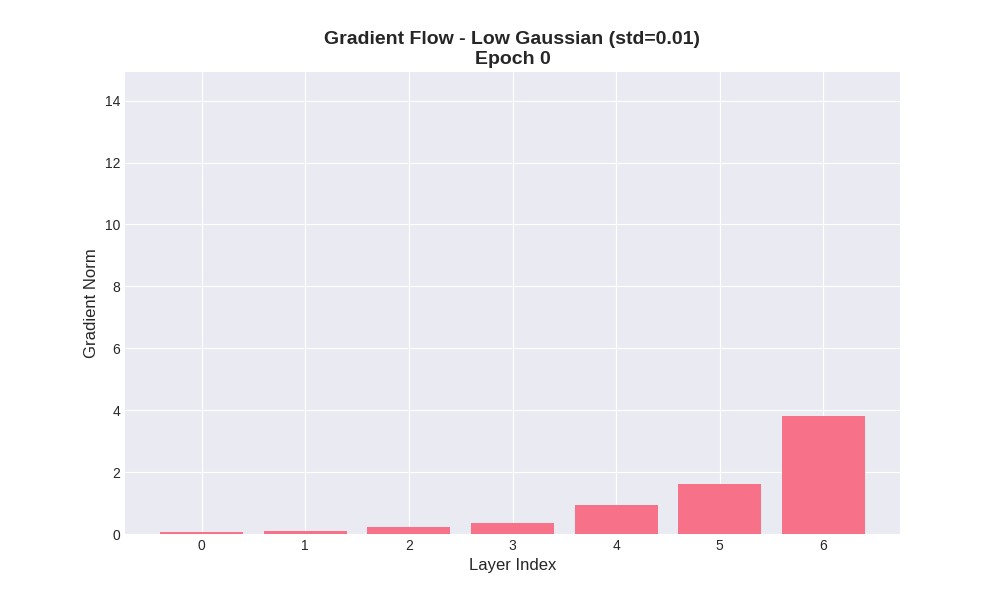 Gradient Flow - Low Gaussian (std=0.01)
Epoch 0
14
12
10
8
6
4
2
0
Gradient Norm
0 1 2 3 4 5 6
Layer Index